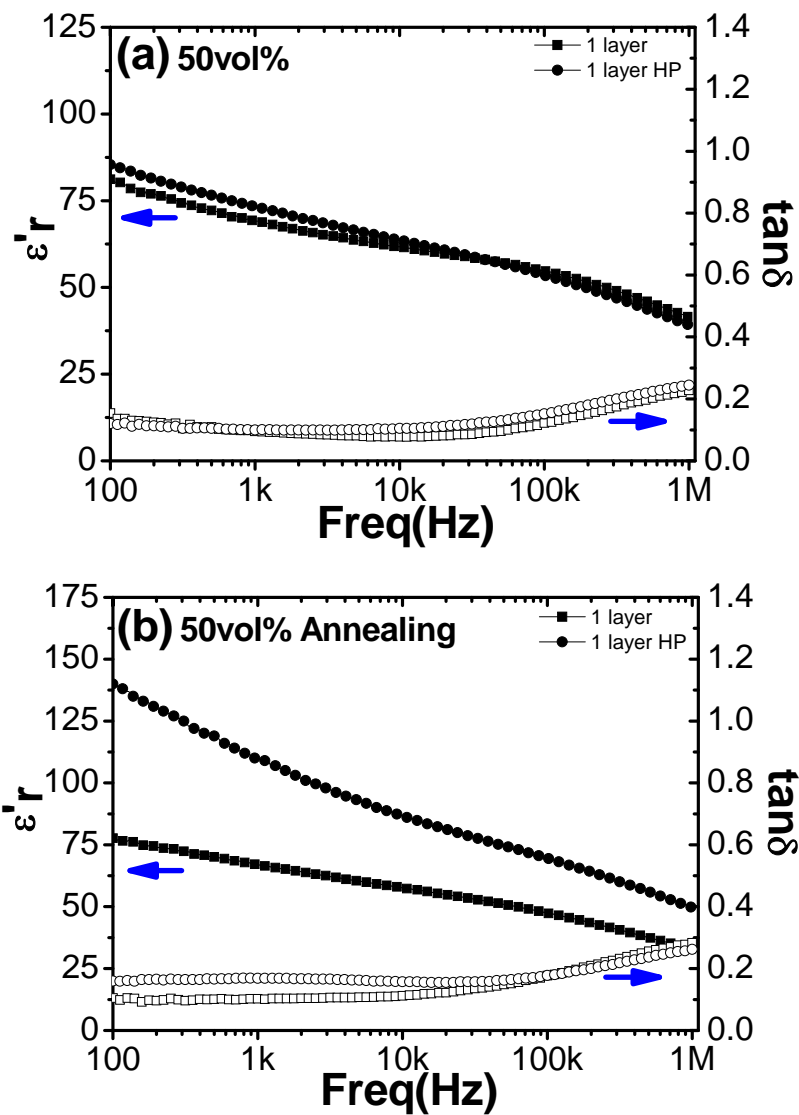 (a) 50vol%
1 layer
1 layer HP
125
100
75
50
25
0
ε'r
1.4
1.2
1.0
0.8
0.6
0.4
0.2
0.0
tanδ
100 1k 10k 100k 1M
Freq(Hz)
(b) 50vol% Annealing
1 layer
1 layer HP
175
150
125
100
75
50
25
0
ε'r
1.4
1.2
1.0
0.8
0.6
0.4
0.2
0.0
tanδ
100 1k 10k 100k 1M
Freq(Hz)